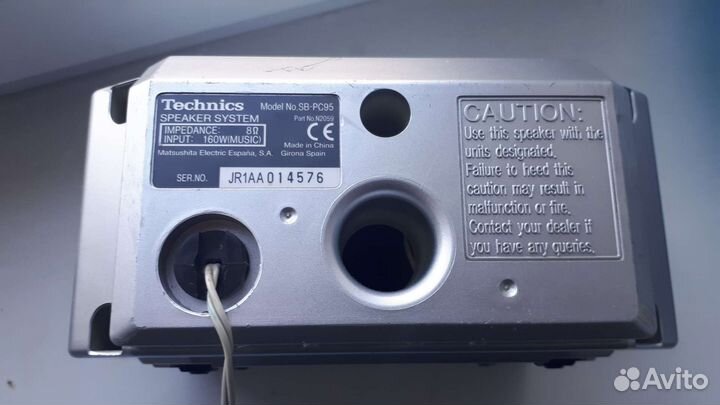 Technics
Model No. SB-PC95
SPEAKER SYSTEM
Part No. N2059
IMPEDANCE: 8Ω
INPUT: 160W(MUSIC)
CE
Made in China
Matsushita Electric España, S.A. Girona Spain
SER.NO. JR1AA014576
CAUTION:
Use this speaker with the
units designated.
Failure to heed this
caution may result in
malfunction or fire.
Contact your dealer if
you have any queries.
Avito